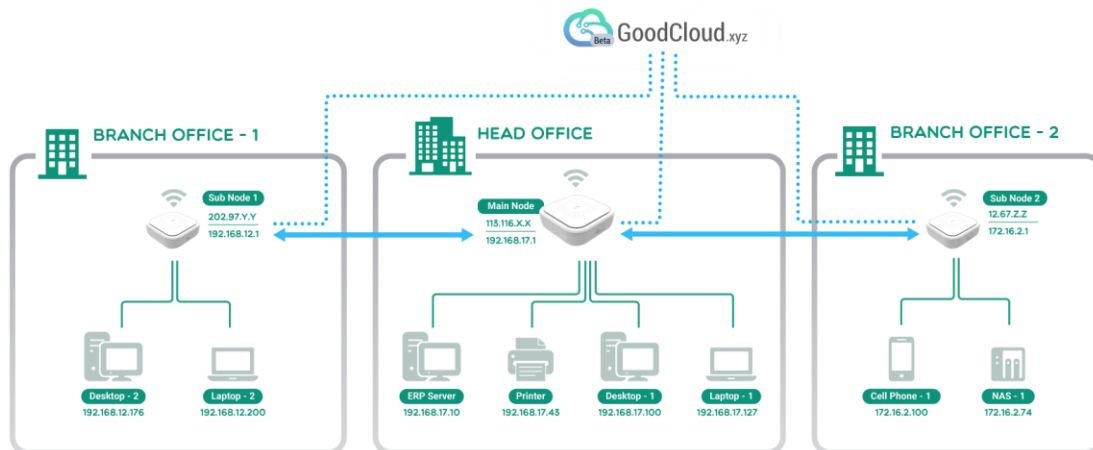 Beta GoodCloud.xyz
BRANCH OFFICE - 1
HEAD OFFICE
BRANCH OFFICE - 2
Sub Node 1
202.97.Y.Y
192.168.12.1
Main Node
113.116.X.X
192.168.17.1
Sub Node 2
12.67.Z.Z
172.16.2.1
Desktop - 2
192.168.12.176
Laptop - 2
192.168.12.200
ERP Server
192.168.17.10
Printer
192.168.17.43
Desktop - 1
192.168.17.100
Laptop - 1
192.168.17.127
Cell Phone - 1
172.16.2.100
NAS - 1
172.16.2.74